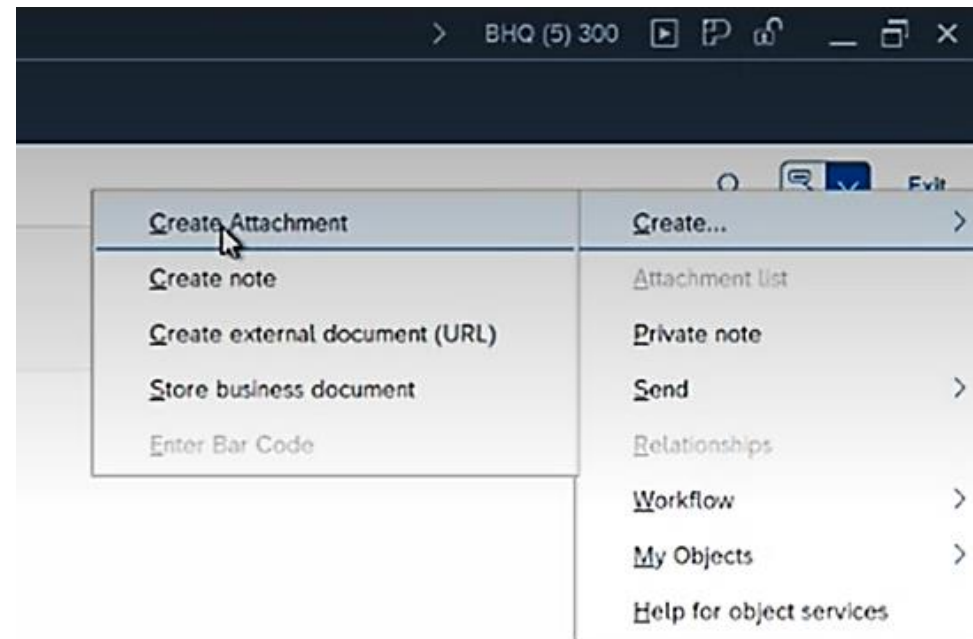 > BHQ (5) 300
Exit
Create Attachment
Create note
Create external document (URL)
Store business document
Enter Bar Code
Create...
Attachment list
Private note
Send
Relationships
Workflow
My Objects
Help for object services